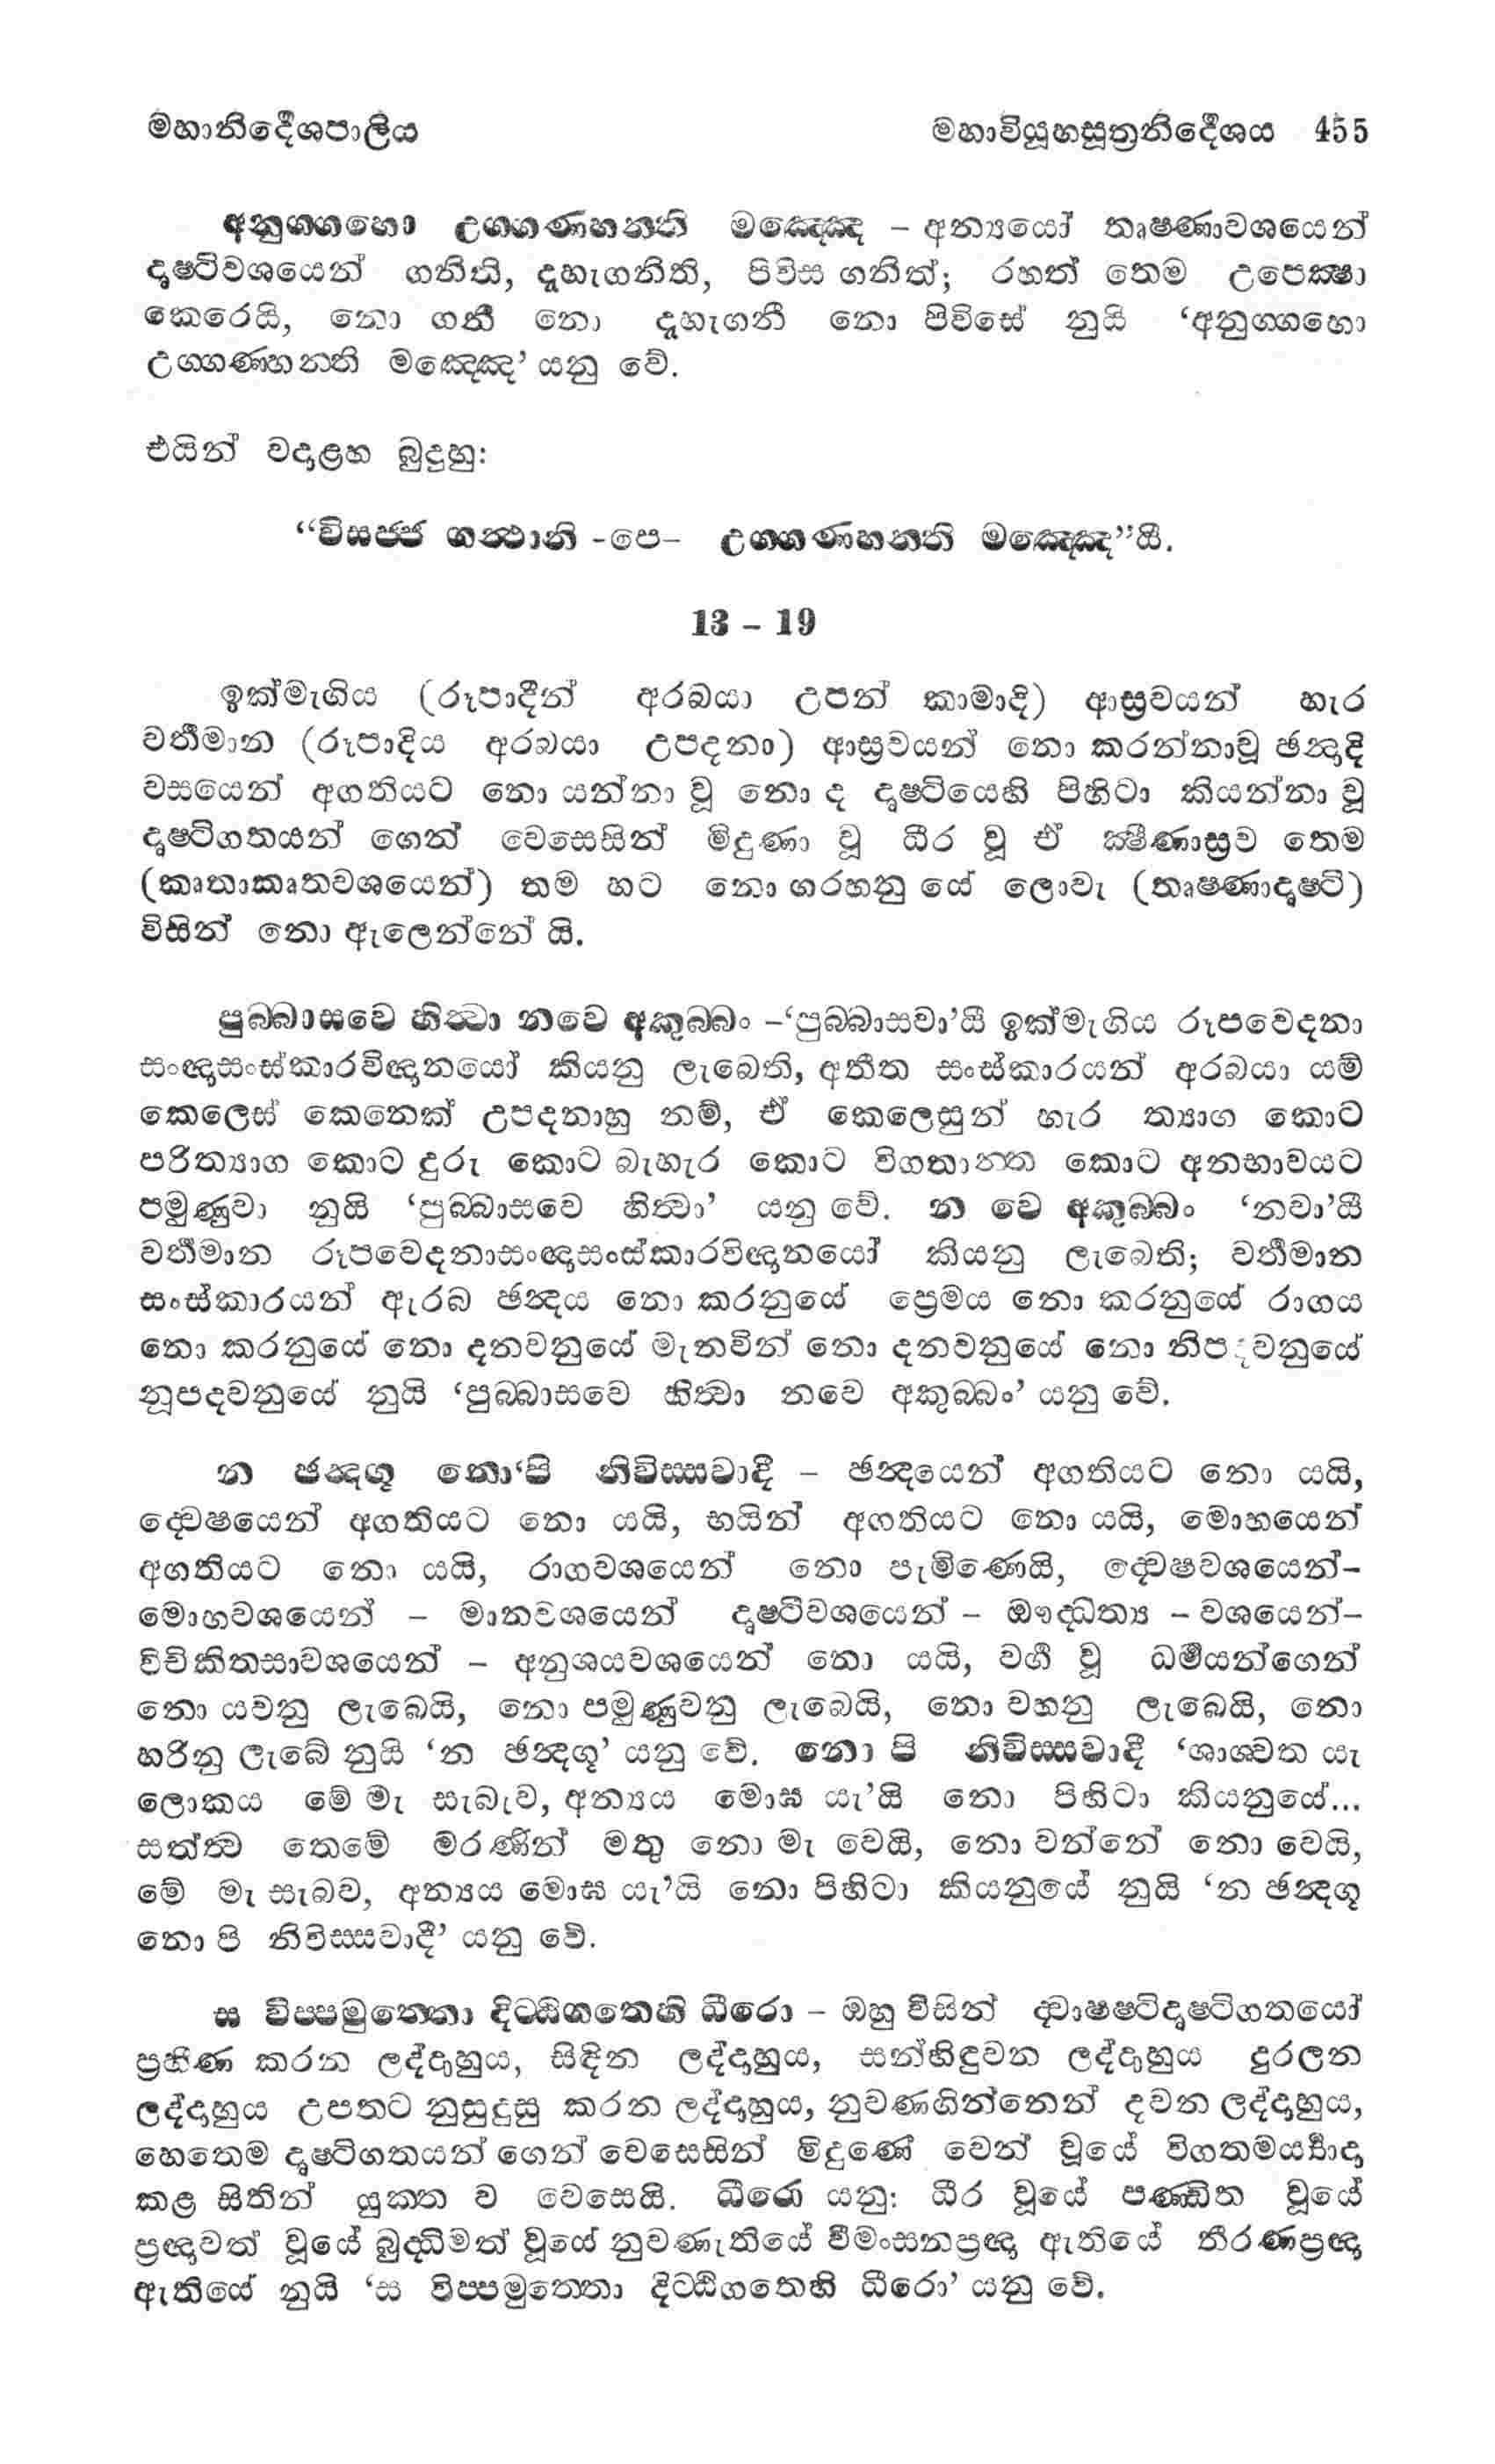 මහානිර්දේශපාලිය මහාවියූහසූත්‍රනිර්දේශය 455
අනුග්ගහො උග්ගණ්හන්ති මඤ්ඤෙ – අන්‍යයෝ තෘෂ්ණාවශයෙන්
දෘෂ්ටිවශයෙන් ගනිති, දෑහැගනිති, පිවිස ගනිත්; රහත් තෙම උපෙක්‍ෂා
කෙරෙයි, නො ගනී නො දෑහැගනී නො පිවිසේ නුයි ‘අනුග්ගහො
උග්ගණ්හන්ති මඤ්ඤෙ’ යනු වේ.
එයින් වදාළහ බුදුහු:
“විසජ්ජ ගන්ථානි -පෙ– උග්ගණ්හන්ති මඤ්ඤෙ”යි.
13 – 19
ඉක්මැගිය (රූපාදීන් අරබයා උපන් කාමාදි) ආස්‍රවයන් හැර
වර්තමාන (රූපාදිය අරබයා උපදනා) ආස්‍රවයන් නො කරන්නාවූ ඡන්‍දාදි
වසයෙන් අගතියට නො යන්නා වූ නො ද දෘෂ්ටියෙහි පිහිටා කියන්නා වූ
දෘෂ්ටිගතයන් ගෙන් වෙසෙසින් මිදුණා වූ ධීර වූ ඒ ක්‍ෂීණාස්‍රව තෙම
(කෘතාකෘතවශයෙන්) තම හට නො ගරහනු යේ ලොවැ (තෘෂ්ණාදෘෂ්ටි)
විසින් නො ඇලෙන්නේ යි.
පුබ්බාසවෙ හිත්‍වා නවෙ අකුබ්බං –‘පුබ්බාසවා’යි ඉක්මැගිය රූපවෙදනා
සංඥාසංස්කාරවිඥානයෝ කියනු ලැබෙති, අතීත සංස්කාරයන් අරබයා යම්
කෙලෙස් කෙනෙක් උපදනාහු නම්, ඒ කෙලෙසුන් හැර ත්‍යාග කොට
පරිත්‍යාග කොට දුරු කොට බැහැර කොට විගතාන්ත කොට අනභාවයට
පමුණුවා නුයි ‘පුබ්බාසවෙ හිත්‍වා’ යනු වේ. න වෙ අකුබ්බං ‘නවා’යි
වර්තමාන රූපවෙදනාසංඥාසංස්කාරවිඥානයෝ කියනු ලැබෙති; වර්තමාන
සංස්කාරයන් ඇරබ ඡන්‍දය නො කරනුයේ ප්‍රෙමය නො කරනුයේ රාගය
නො කරනුයේ නො දනවනුයේ මැනවින් නො දනවනුයේ නො නිපදවනුයේ
නූපදවනුයේ නුයි ‘පුබ්බාසවෙ හිත්‍වා නවෙ අකුබ්බං’ යනු වේ.
න ඡන්‍දගූ නො‘පි නිවිස්සවාදී – ඡන්‍දයෙන් අගතියට නො යයි,
ද්වෙෂයෙන් අගතියට නො යයි, භයින් අගතියට නො යයි, මොහයෙන්
අගතියට නො යයි, රාගවශයෙන් නො පැමිණෙයි, ද්වෙෂවශයෙන්–
මොහවශයෙන් – මානවශයෙන් දෘෂ්ටිවශයෙන් – ඖද්ධත්‍ය – වශයෙන්–
විචිකිත්සාවශයෙන් – අනුශයවශයෙන් නො යයි, වර්ග වූ ධර්මයන්ගෙන්
නො යවනු ලැබෙයි, නො පමුණුවනු ලැබෙයි, නො වහනු ලැබෙයි, නො
හරිනු ලැබේ නුයි ‘න ඡන්‍දගූ’ යනු වේ. නො පි නිවිස්සවාදී ‘ශාශ්වත යැ
ලොකය මේ මැ සැබැව, අන්‍යය මොඝ යැ’යි නො පිහිටා කියනුයේ...
සත්ත්‍ව තෙමේ මරණින් මතු නො මැ වෙයි, නො වන්නේ නො වෙයි,
මේ මැ සැබව, අන්‍යය මොඝ යැ’යි නො පිහිටා කියනුයේ නුයි ‘න ඡන්‍දගූ
නො පි නිවිස්සවාදී’ යනු වේ.
ස විප්පමුත්තො දිට්ඨිගතෙහි ධීරො – ඔහු විසින් ද්වාෂෂ්ටිදෘෂ්ටිගතයෝ
ප්‍රහීණ කරන ලද්දාහුය, සිඳින ලද්දාහුය, සන්හිඳුවන ලද්දාහුය දුරලන
ලද්දාහුය උපතට නුසුදුසු කරන ලද්දාහුය, නුවණගින්නෙන් දවන ලද්දාහුය,
හෙතෙම දෘෂ්ටිගතයන් ගෙන් වෙසෙසින් මිදුණේ වෙන් වූයේ විගතමර්‍ය්‍යාදා
කළ සිතින් යුක්ත ව වෙසෙයි. ධීරො යනු: ධීර වූයේ පණ්ඩිත වූයේ
ප්‍රඥාවත් වූයේ බුද්ධිමත් වූයේ නුවණැතියේ වීමංසනප්‍රඥා ඇතියේ තීරණප්‍රඥා
ඇතියේ නුයි ‘ස විප්පමුත්තො දිට්ඨිගතෙහි ධීරො’ යනු වේ.